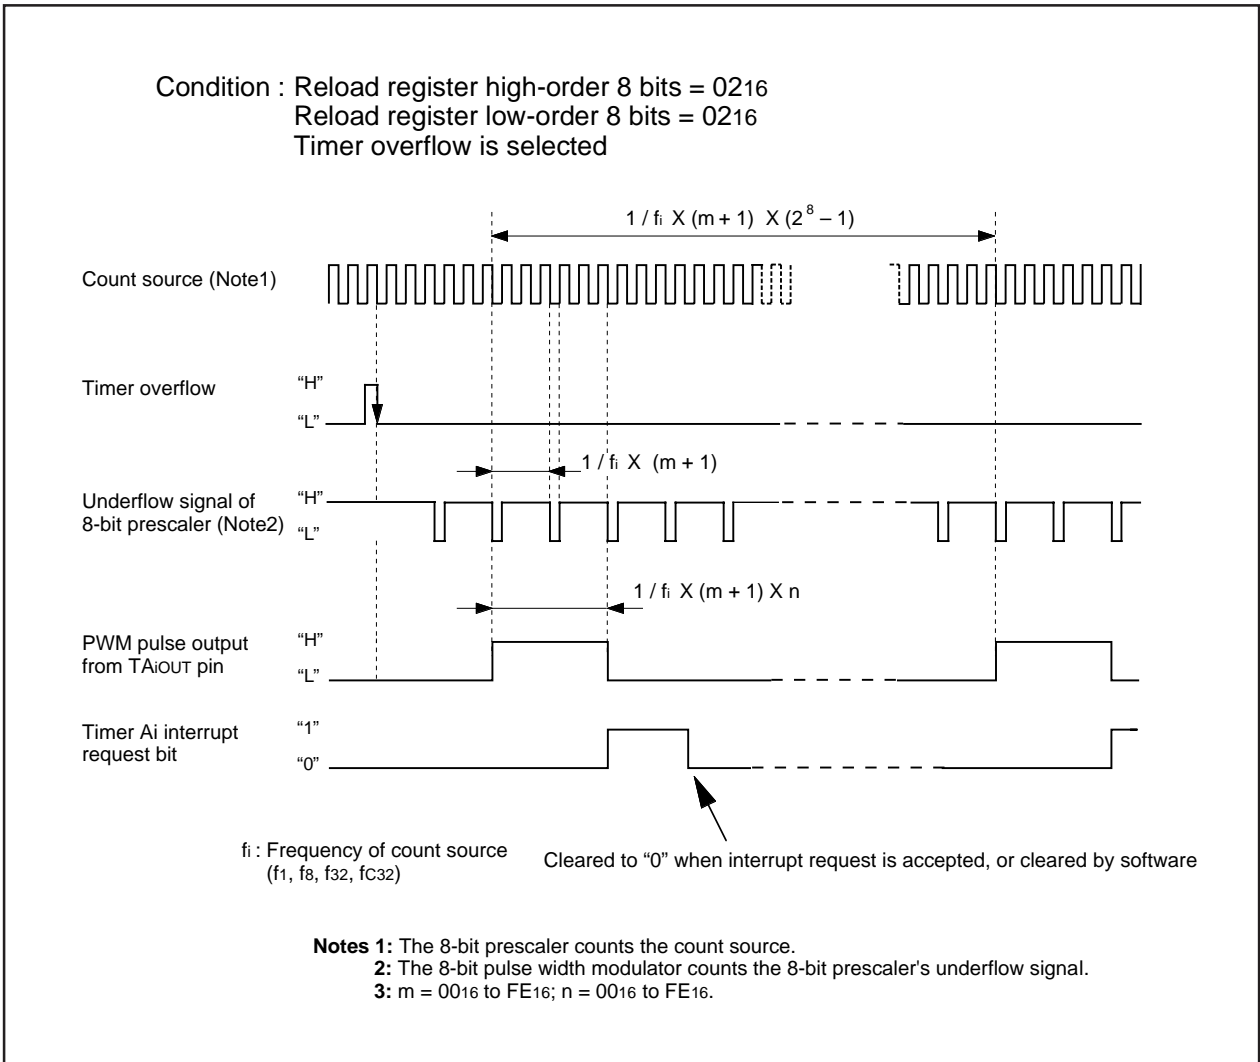 Condition : Reload register high-order 8 bits = 0216
Reload register low-order 8 bits = 0216
Timer overflow is selected
1 / fi X (m + 1) X (2^8 – 1)
Count source (Note1)
Timer overflow
“H”
“L”
1 / fi X (m + 1)
Underflow signal of
8-bit prescaler (Note2)
“H”
“L”
1 / fi X (m + 1) X n
PWM pulse output
from TAiOUT pin
“H”
“L”
Timer Ai interrupt
request bit
“1”
“0”
fi : Frequency of count source
(f1, f8, f32, fC32)
Cleared to “0” when interrupt request is accepted, or cleared by software
Notes 1: The 8-bit prescaler counts the count source.
2: The 8-bit pulse width modulator counts the 8-bit prescaler's underflow signal.
3: m = 0016 to FE16; n = 0016 to FE16.